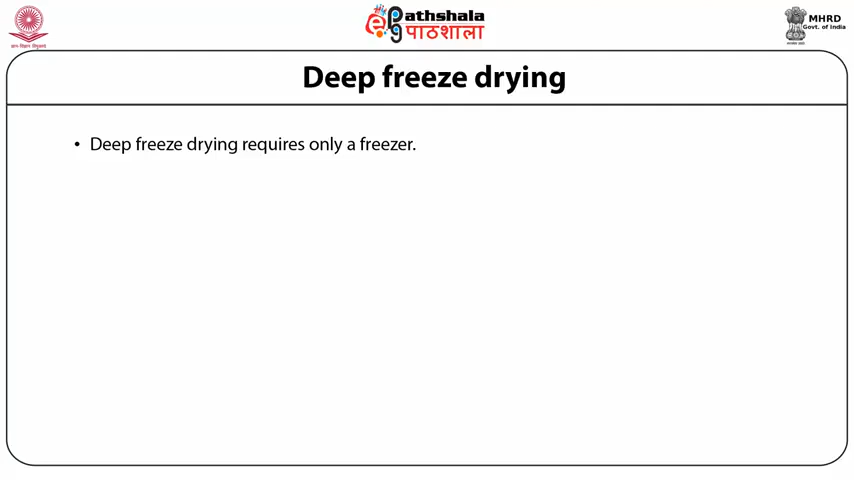 ePathshala
पाठशाला
MHRD
Govt. of India
Deep freeze drying
• Deep freeze drying requires only a freezer.